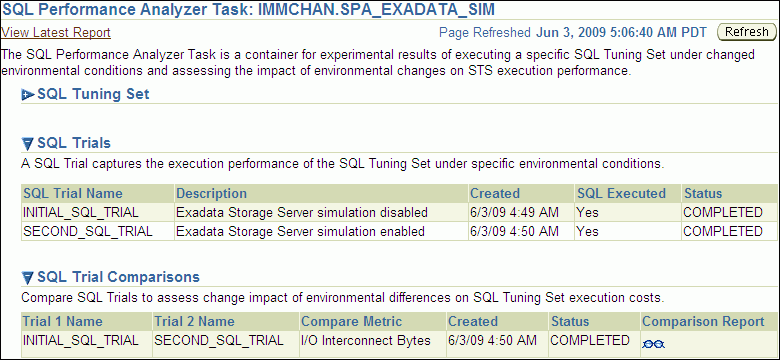 SQL Performance Analyzer Task: IMMCHAN.SPA_EXADATA_SIM
View Latest Report Page Refreshed Jun 3, 2009 5:06:40 AM PDT Refresh
The SQL Performance Analyzer Task is a container for experimental results of executing a specific SQL Tuning Set under changed
environmental conditions and assessing the impact of environmental changes on STS execution performance.
SQL Tuning Set
SQL Trials
A SQL Trial captures the execution performance of the SQL Tuning Set under specific environmental conditions.
SQL Trial Name Description Created SQL Executed Status
INITIAL_SQL_TRIAL Exadata Storage Server simulation disabled 6/3/09 4:49 AM Yes COMPLETED
SECOND_SQL_TRIAL Exadata Storage Server simulation enabled 6/3/09 4:50 AM Yes COMPLETED
SQL Trial Comparisons
Compare SQL Trials to assess change impact of environmental differences on SQL Tuning Set execution costs.
Trial 1 Name Trial 2 Name Compare Metric Created Status Comparison Report
INITIAL_SQL_TRIAL SECOND_SQL_TRIAL I/O Interconnect Bytes 6/3/09 4:50 AM COMPLETED